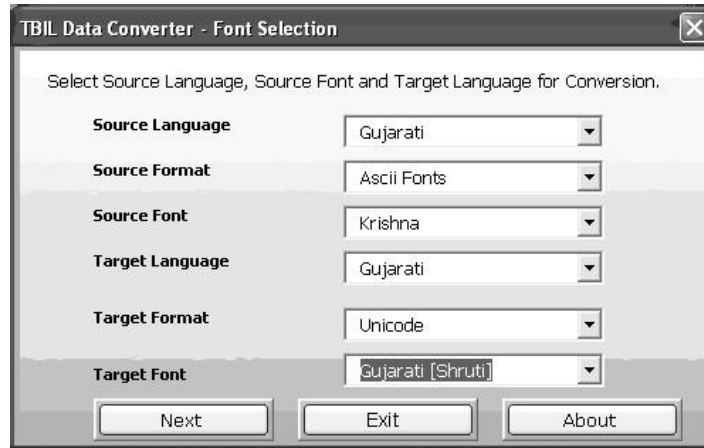 TBIL Data Converter - Font Selection
Select Source Language, Source Font and Target Language for Conversion.
Source Language Gujarati
Source Format Ascii Fonts
Source Font Krishna
Target Language Gujarati
Target Format Unicode
Target Font Gujarati [Shruti]
Next Exit About